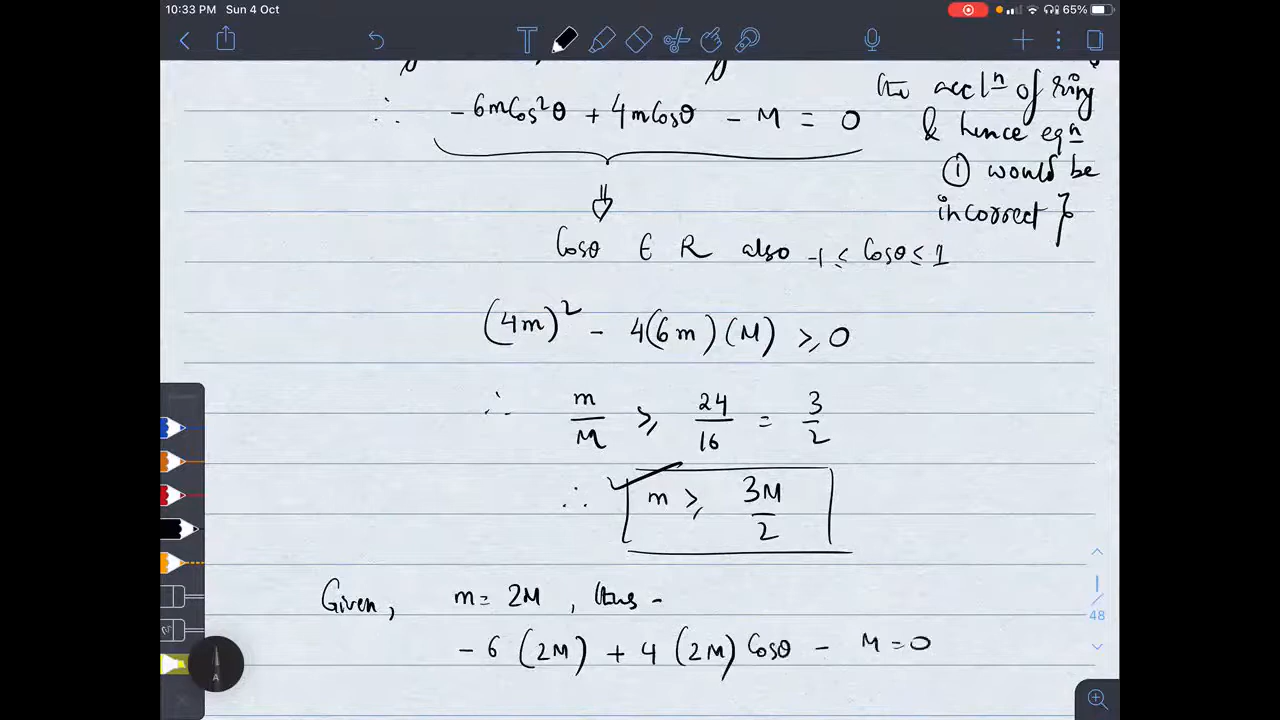 10:33 PM Sun 4 Oct 65%
the accl^n of ring
& hence eq^n
① would be
incorrect }
∴ -6mCos²θ + 4mCosθ - M = 0
Cosθ ∈ R also -1 ≤ Cosθ ≤ 1
(4m)² - 4(6m)(M) ≥ 0
∴ m/M ≥ 24/16 = 3/2
∴ m ≥ 3M/2
Given, m = 2M, thus -
-6(2M) + 4(2M)Cosθ - M = 0
1/48
A